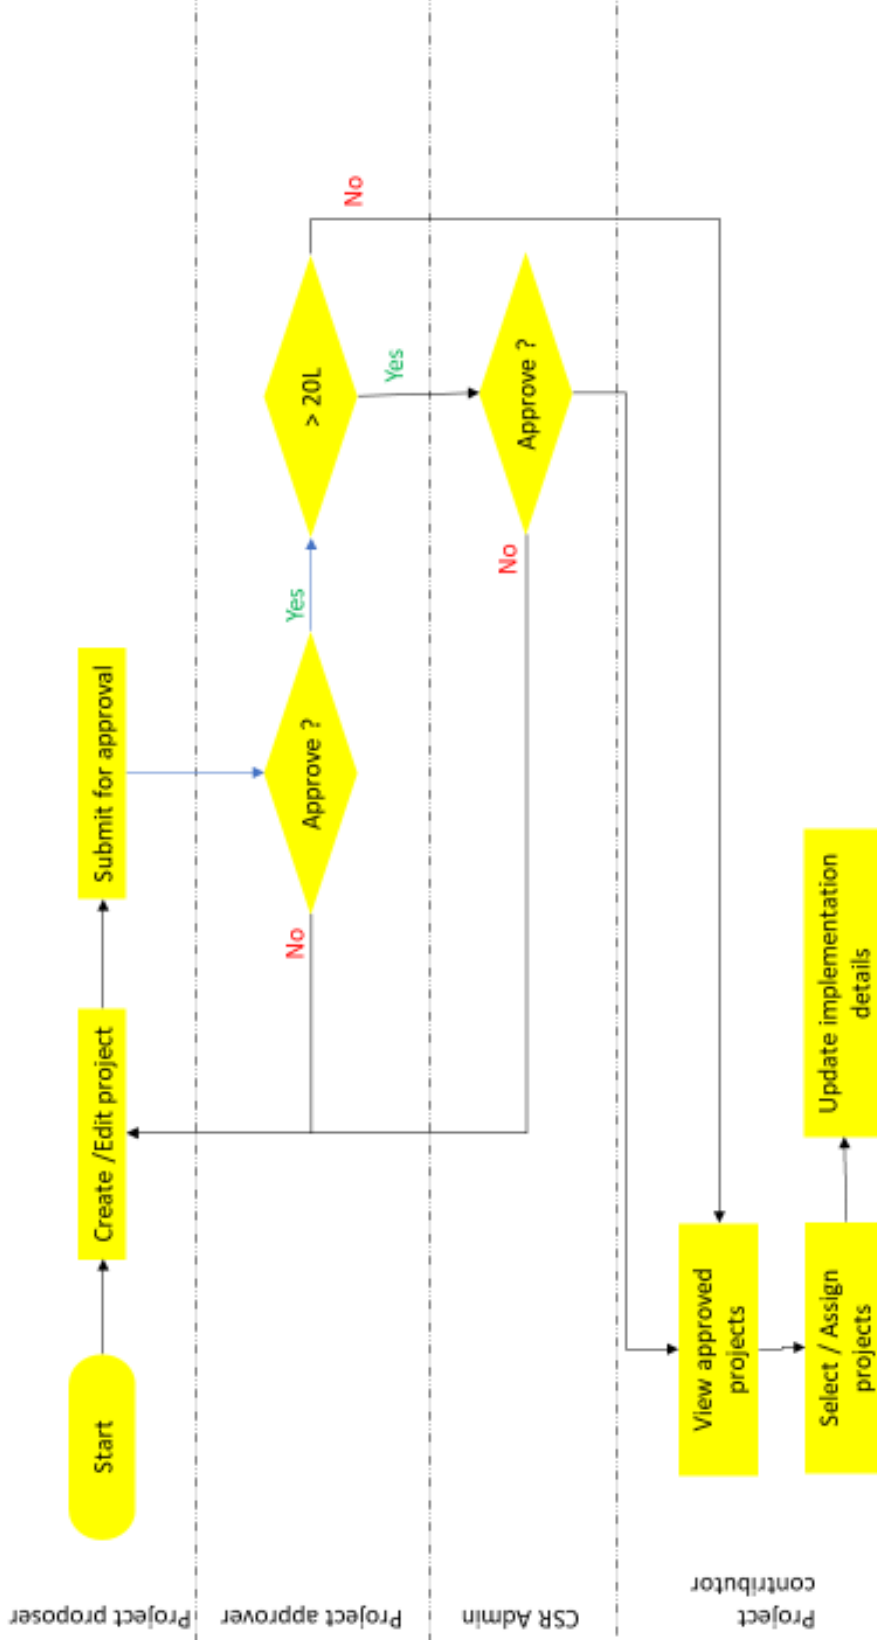 Project proposer
Start
Create /Edit project
Submit for approval
Project approver
No
Approve ?
Yes
> 20L
No
Yes
CSR Admin
No
Approve ?
Project
contributor
View approved
projects
Select / Assign
projects
Update implementation
details